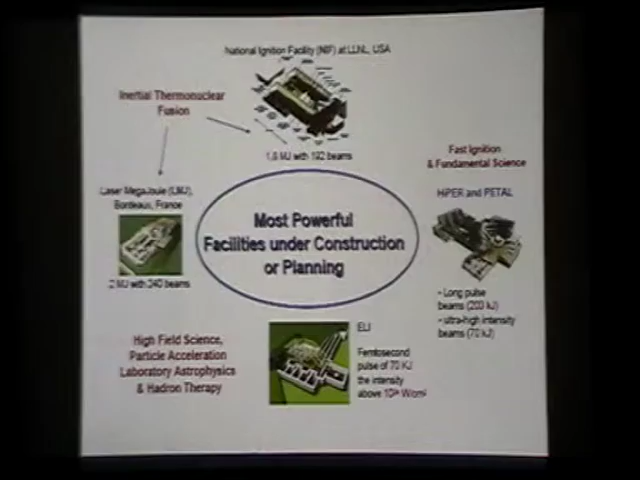 National Ignition Facility (NIF) at LLNL, USA
Inertial Thermonuclear
Fusion
1,8 MJ with 192 beams
Fast Ignition
& Fundamental Science
Laser MegaJoule (LMJ),
Bordeaux, France
HiPER and PETAL
Most Powerful
Facilities under Construction
or Planning
2 MJ with 240 beams
• Long pulse
beams (200 kJ)
• ultra-high intensity
beams (70 kJ)
High Field Science,
Particle Acceleration
Laboratory Astrophysics
& Hadron Therapy
ELI
Femtosecond
pulse of 70 KJ
the intensity
above